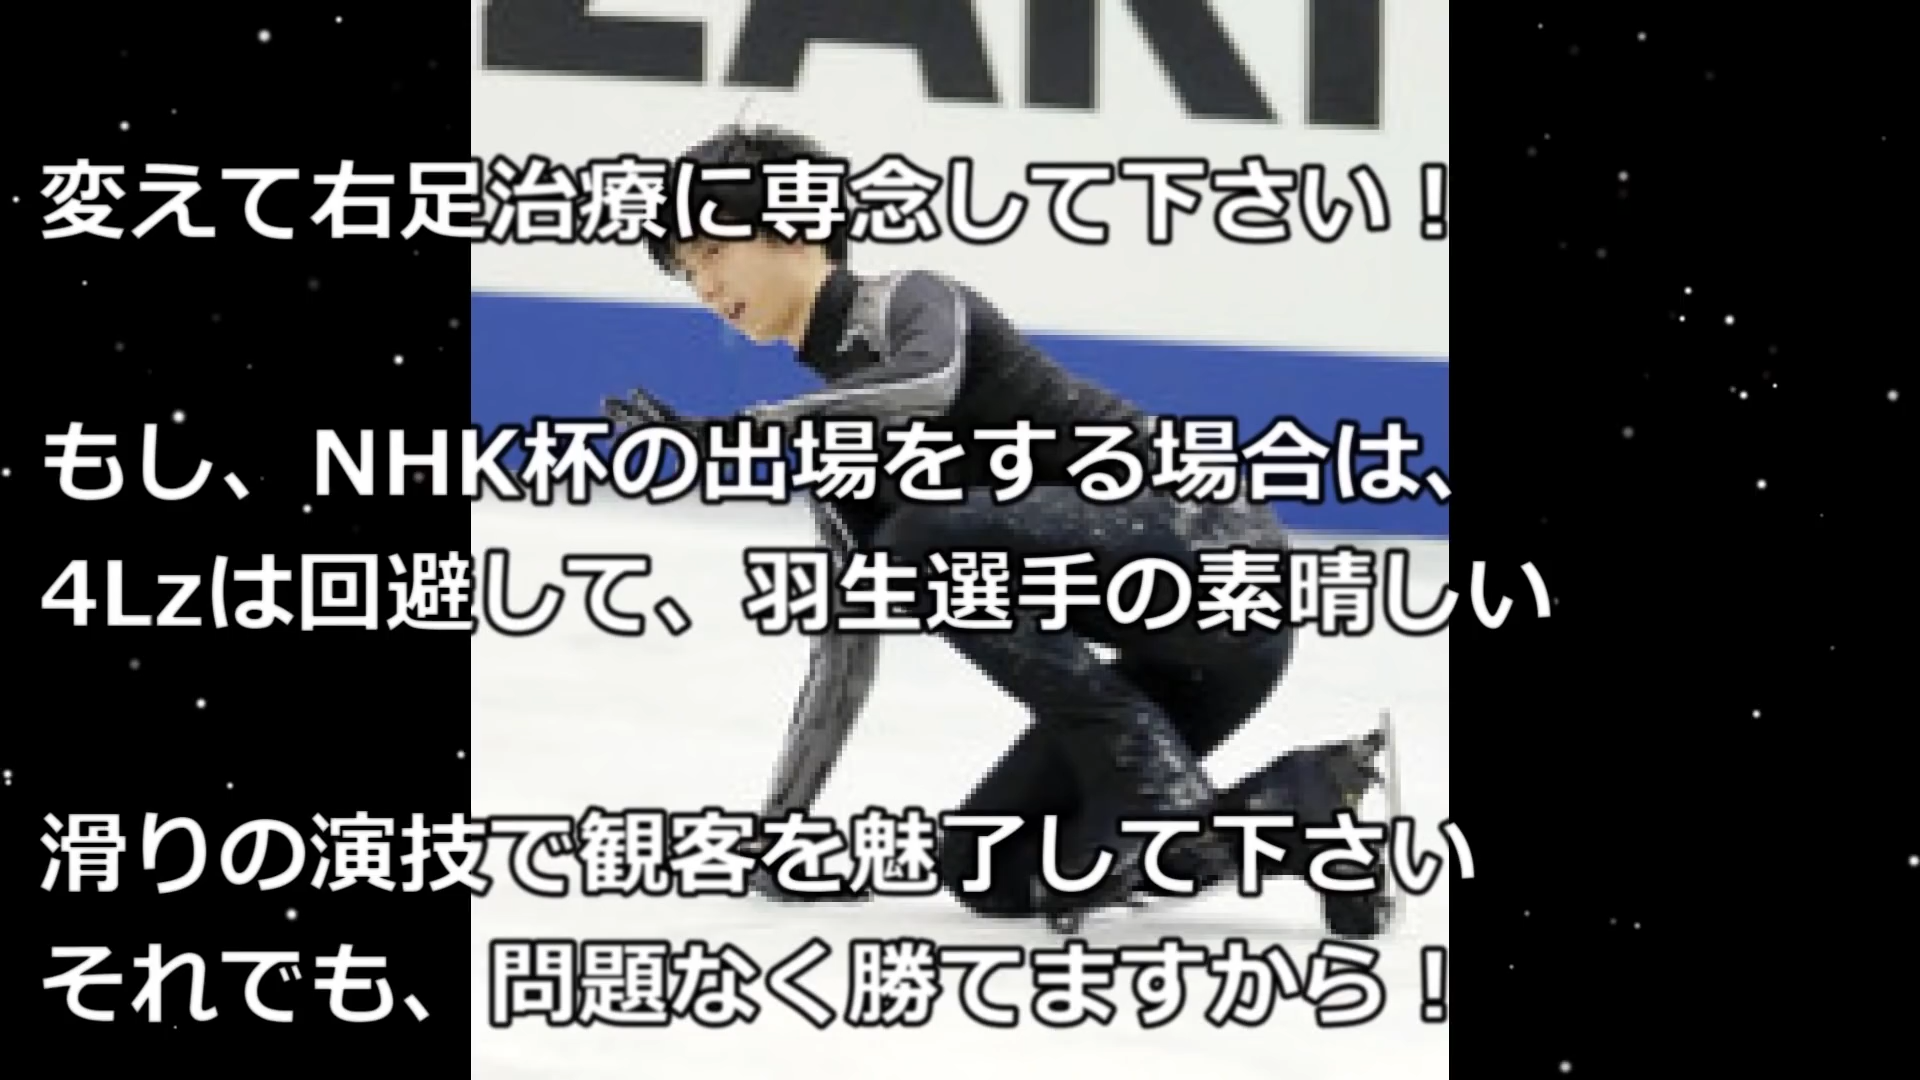 ZAKI
変えて右足治療に専念して下さい！
もし、NHK杯の出場をする場合は、
4Lzは回避して、羽生選手の素晴しい
滑りの演技で観客を魅了して下さい
それでも、問題なく勝てますから！